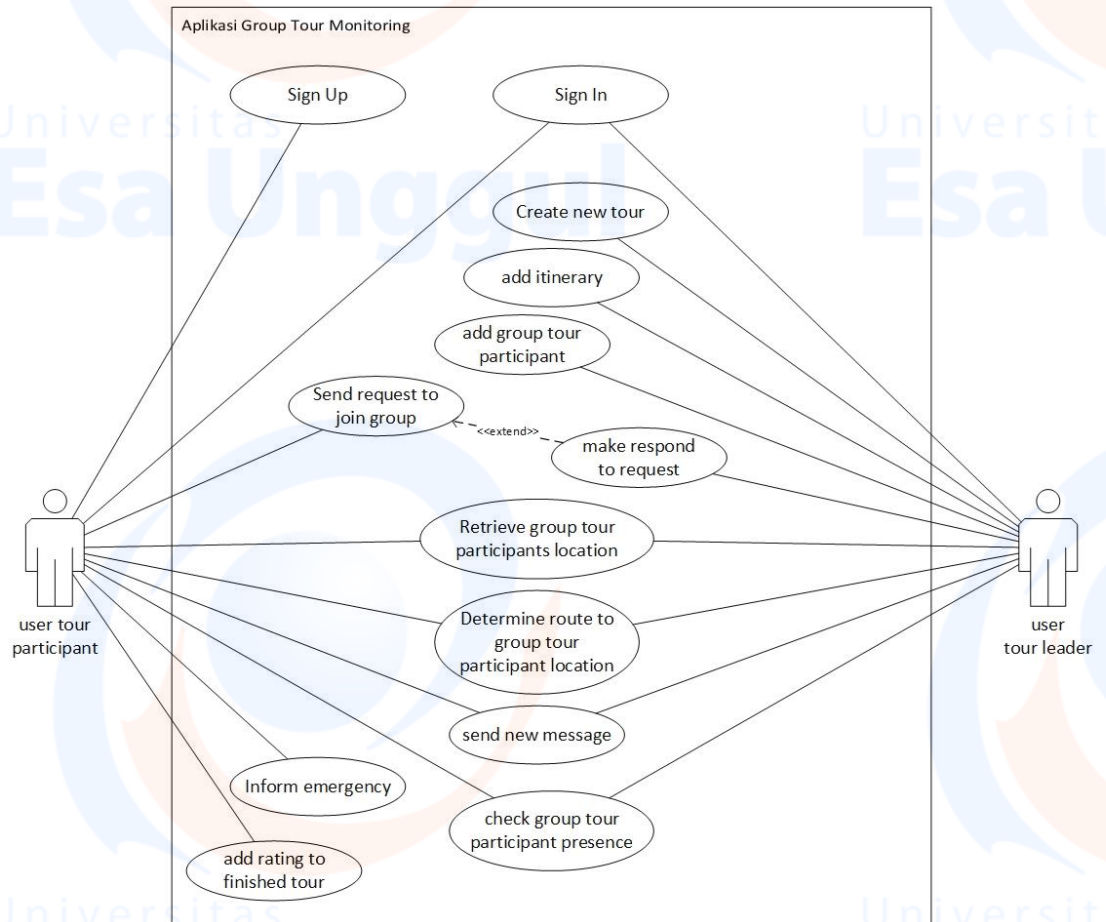 Aplikasi Group Tour Monitoring
Sign Up
Sign In
Universitas
Esa Unggul
Universit
Esa U
Create new tour
add itinerary
add group tour
participant
Send request to
join group
<<extend>>
make respond
to request
Retrieve group tour
participants location
user tour
participant
user
tour leader
Determine route to
group tour
participant location
send new message
Inform emergency
check group tour
participant presence
add rating to
finished tour
Universitas
Universit